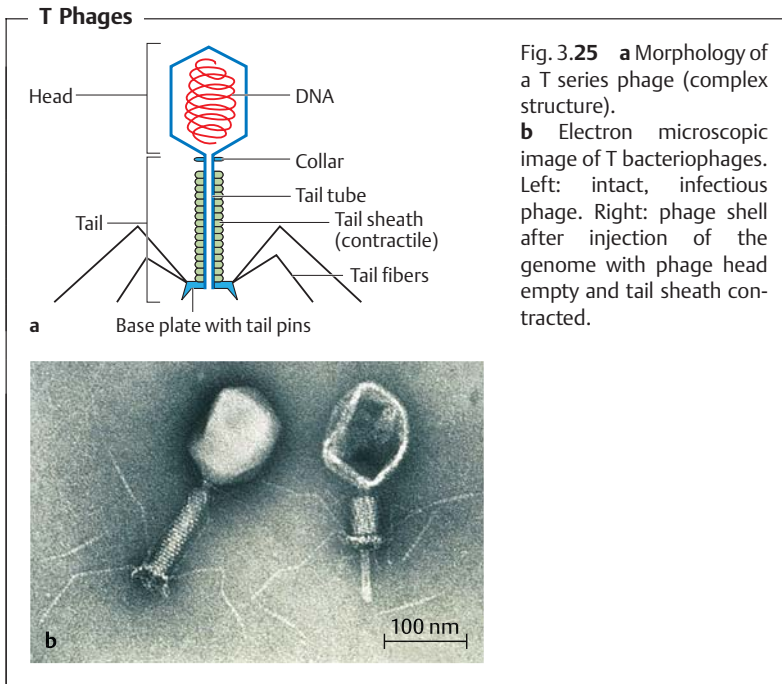 T Phages
Head
DNA
Collar
Tail tube
Tail
Tail sheath
(contractile)
Tail fibers
a
Base plate with tail pins
b
100 nm
Fig. 3.25 a Morphology of
a T series phage (complex
structure).
b Electron microscopic
image of T bacteriophages.
Left: intact, infectious
phage. Right: phage shell
after injection of the
genome with phage head
empty and tail sheath con-
tracted.